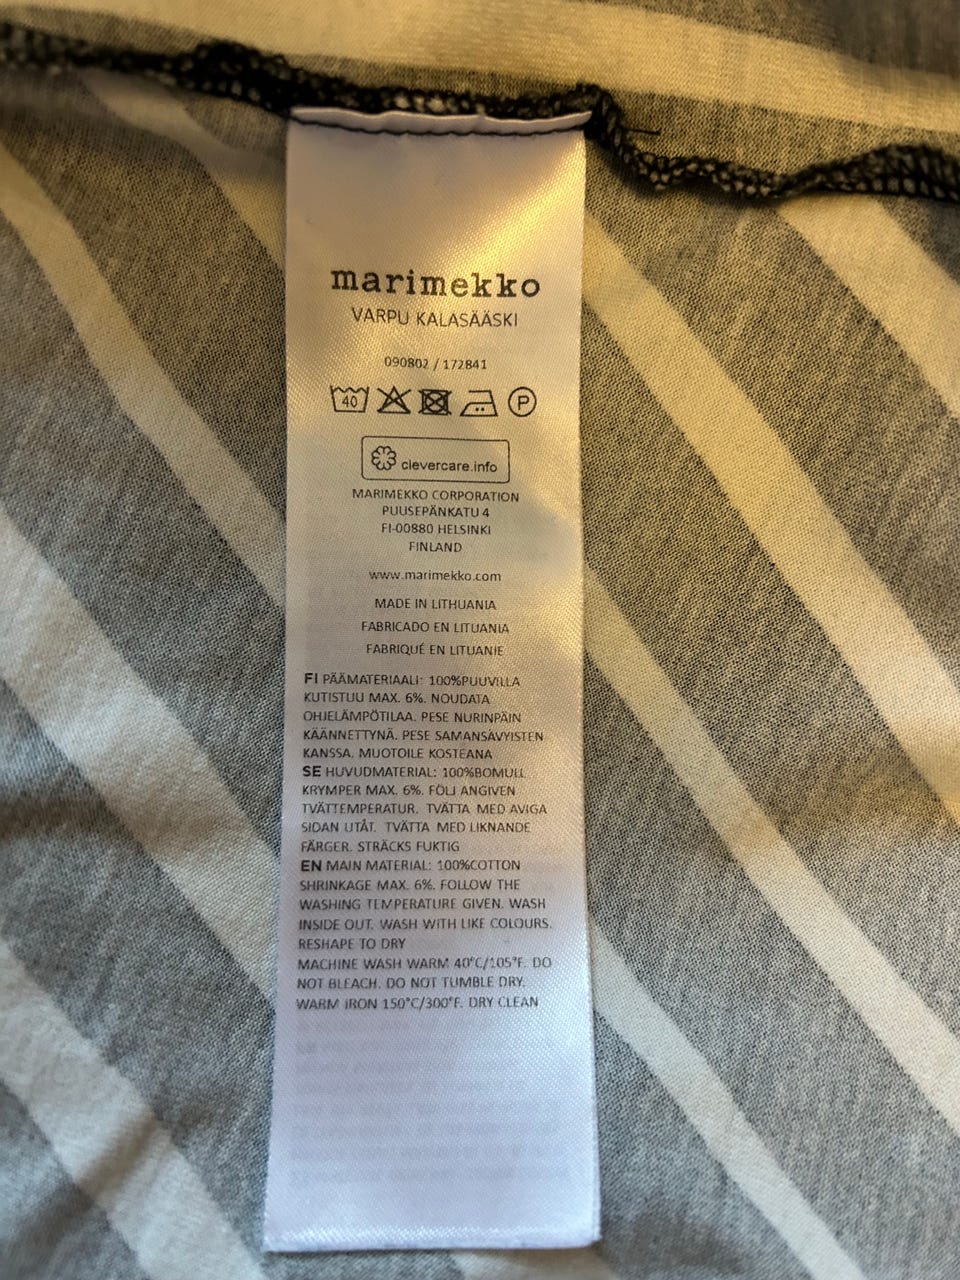 marimekko
VARPU KALASÄÄSKI
090802 / 172841
40 P
clevercare.info
MARIMEKKO CORPORATION
PUUSEPÄNKATU 4
FI-00880 HELSINKI
FINLAND
www.marimekko.com
MADE IN LITHUANIA
FABRICADO EN LITUANIA
FABRIQUÉ EN LITUANIE
FI PÄÄMATERIAALI: 100%PUUVILLA
KUTISTUU MAX. 6%. NOUDATA
OHJELÄMPÖTILAA. PESE NURINPÄIN
KÄÄNNETTYNÄ. PESE SAMANSÄVYISTEN
KANSSA. MUOTOILE KOSTEANA
SE HUVUDMATERIAL: 100%BOMULL
KRYMPER MAX. 6%. FÖLJ ANGIVEN
TVÄTTEMPERATUR. TVÄTTA MED AVIGA
SIDAN UTÅT. TVÄTTA MED LIKNANDE
FÄRGER. STRÄCKS FUKTIG
EN MAIN MATERIAL: 100%COTTON
SHRINKAGE MAX. 6%. FOLLOW THE
WASHING TEMPERATURE GIVEN. WASH
INSIDE OUT. WASH WITH LIKE COLOURS.
RESHAPE TO DRY
MACHINE WASH WARM 40°C/105°F. DO
NOT BLEACH. DO NOT TUMBLE DRY.
WARM IRON 150°C/300°F. DRY CLEAN